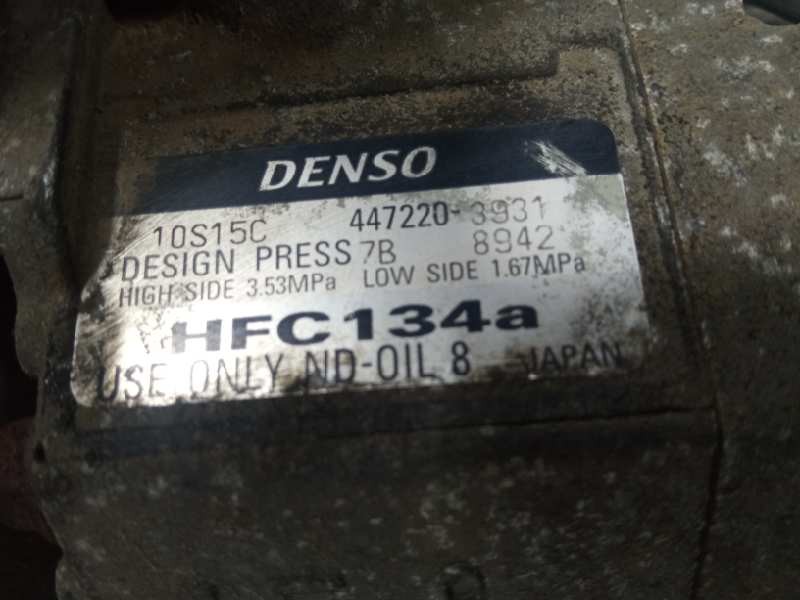 DENSO
10S15C 447220-3931
DESIGN PRESS 7B 8942
HIGH SIDE 3.53MPa LOW SIDE 1.67MPa
HFC134a
USE ONLY ND-OIL 8 JAPAN